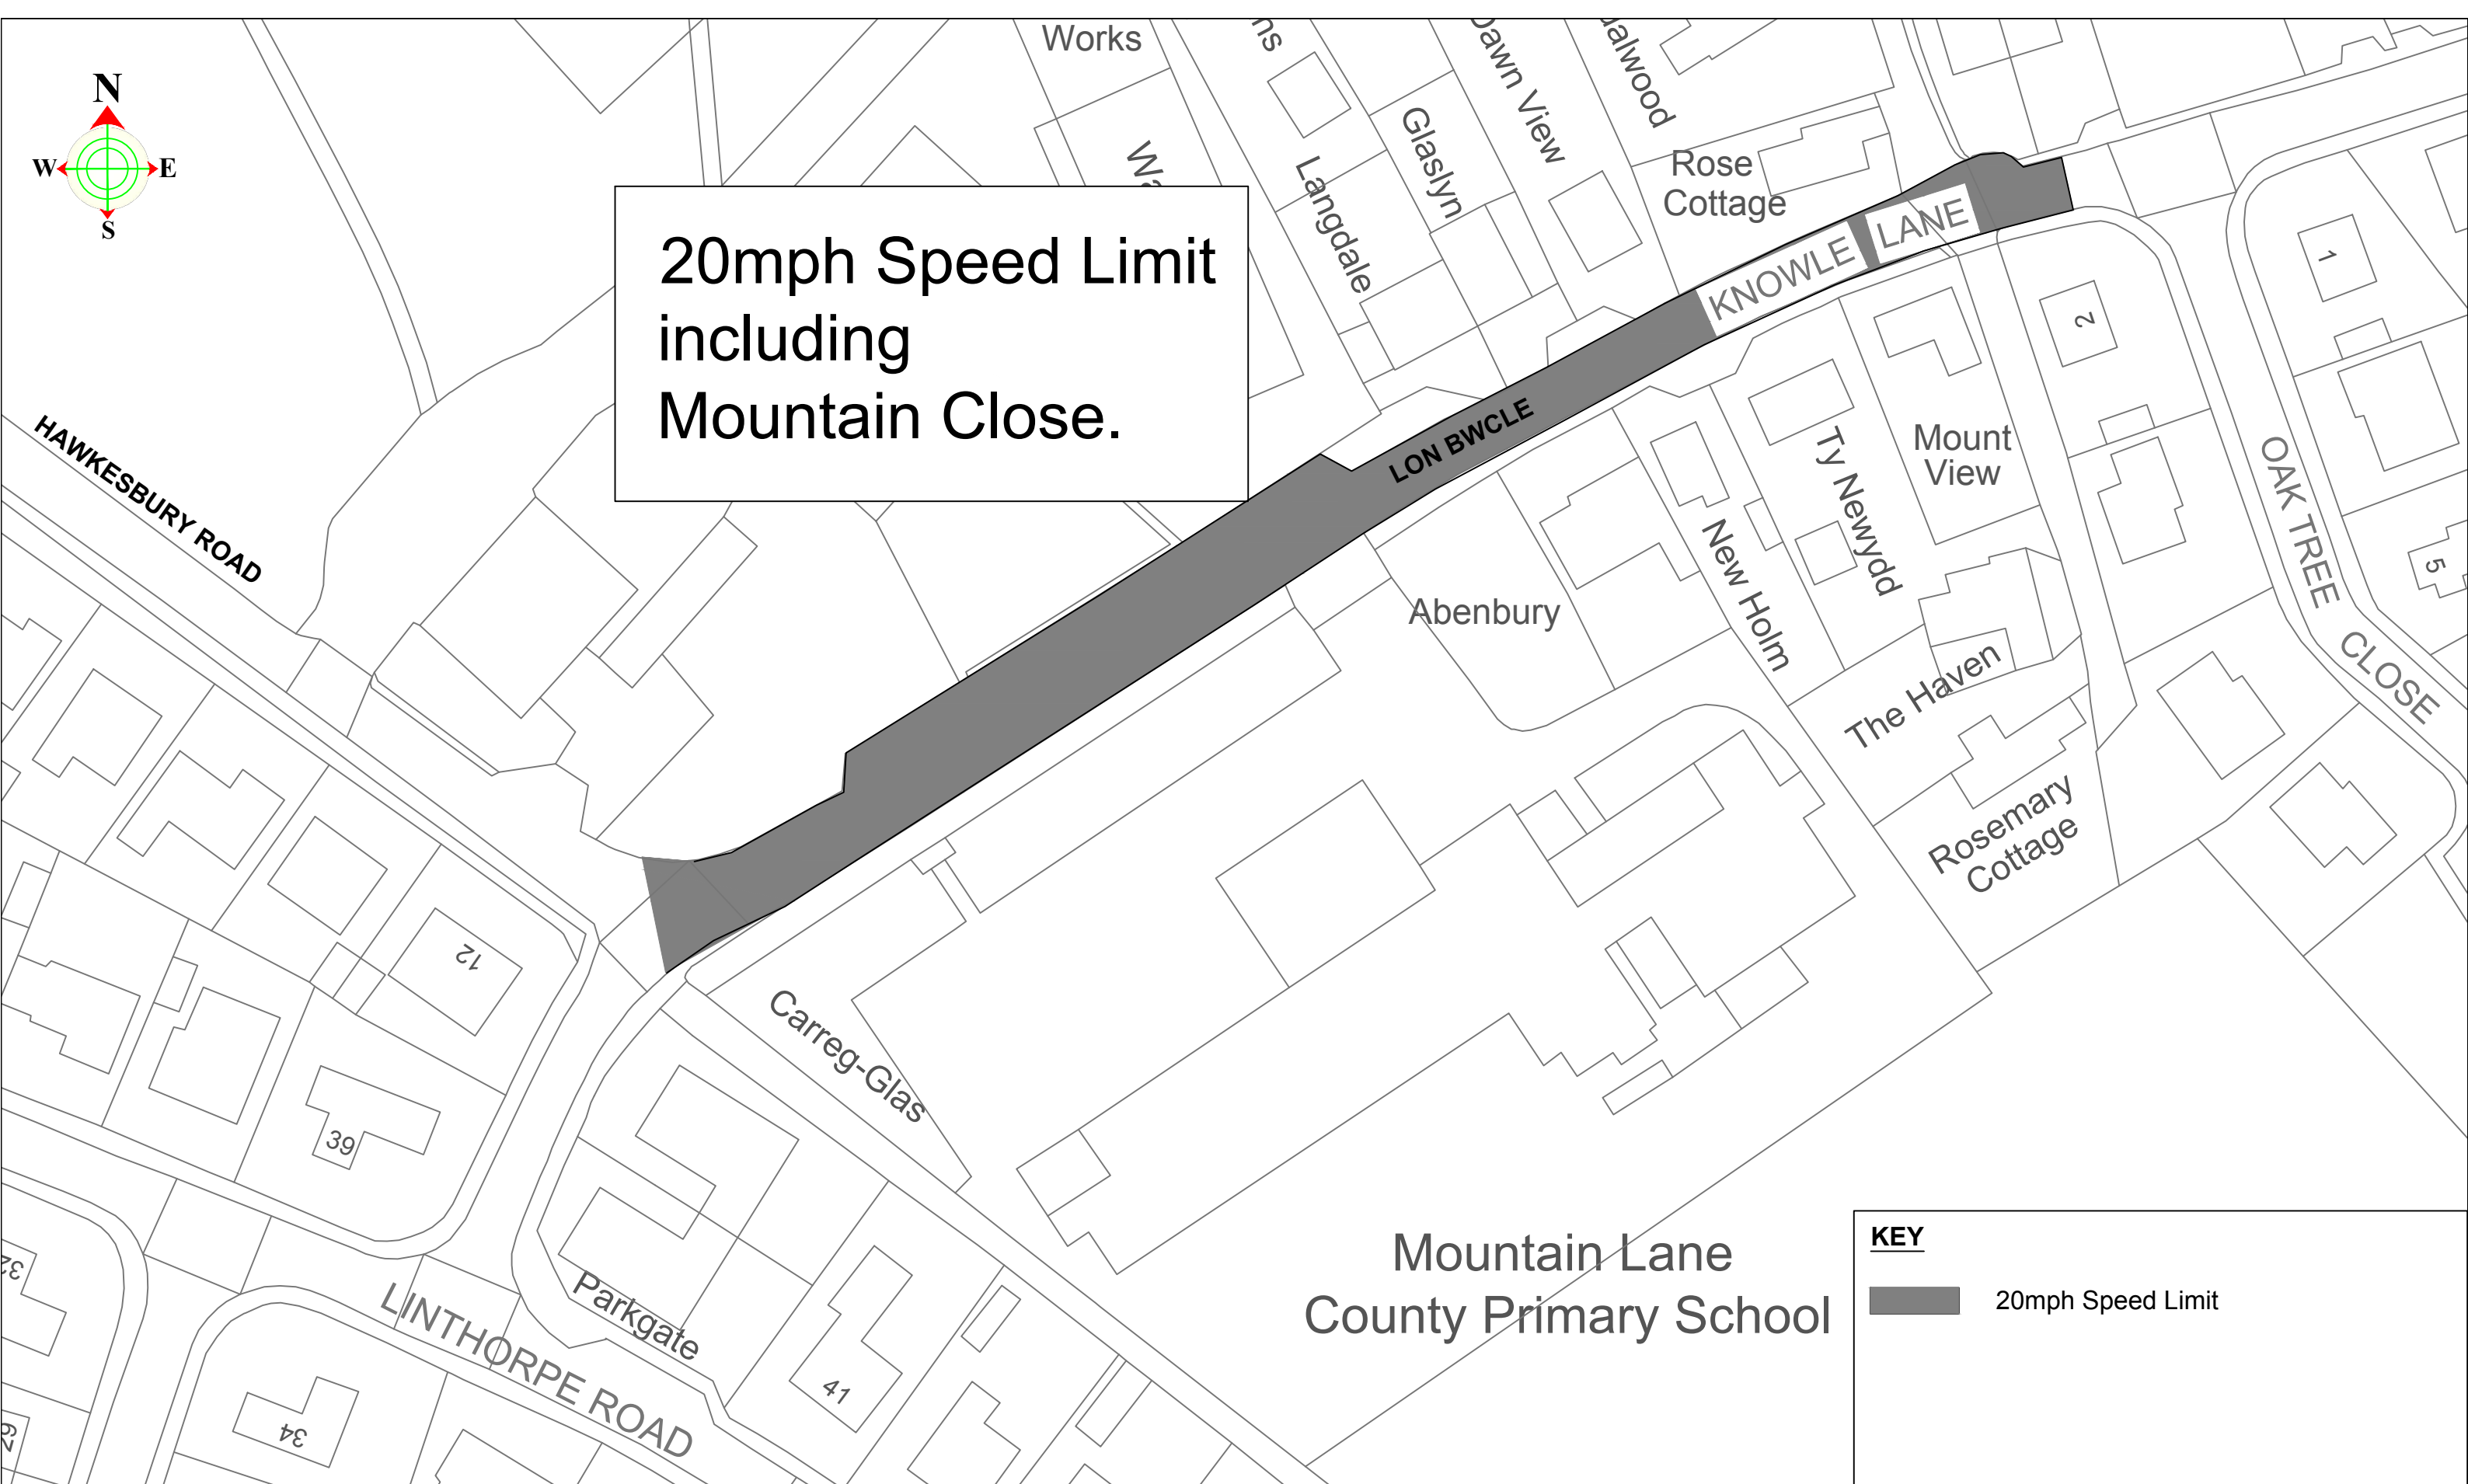 N
W
E
S
Works
Langdale
Glaslyn
Dawn View
Rose
Cottage
20mph Speed Limit
including
Mountain Close.
KNOWLE LANE
LON BWCLE
HAWKESBURY ROAD
1
2
5
Mount
View
Ty Newydd
New Holm
Abenbury
OAK TREE CLOSE
The Haven
Rosemary
Cottage
12
39
Carreg-Glas
Parkgate
41
LINTHORPE ROAD
34
32
Mountain Lane
County Primary School
KEY
20mph Speed Limit